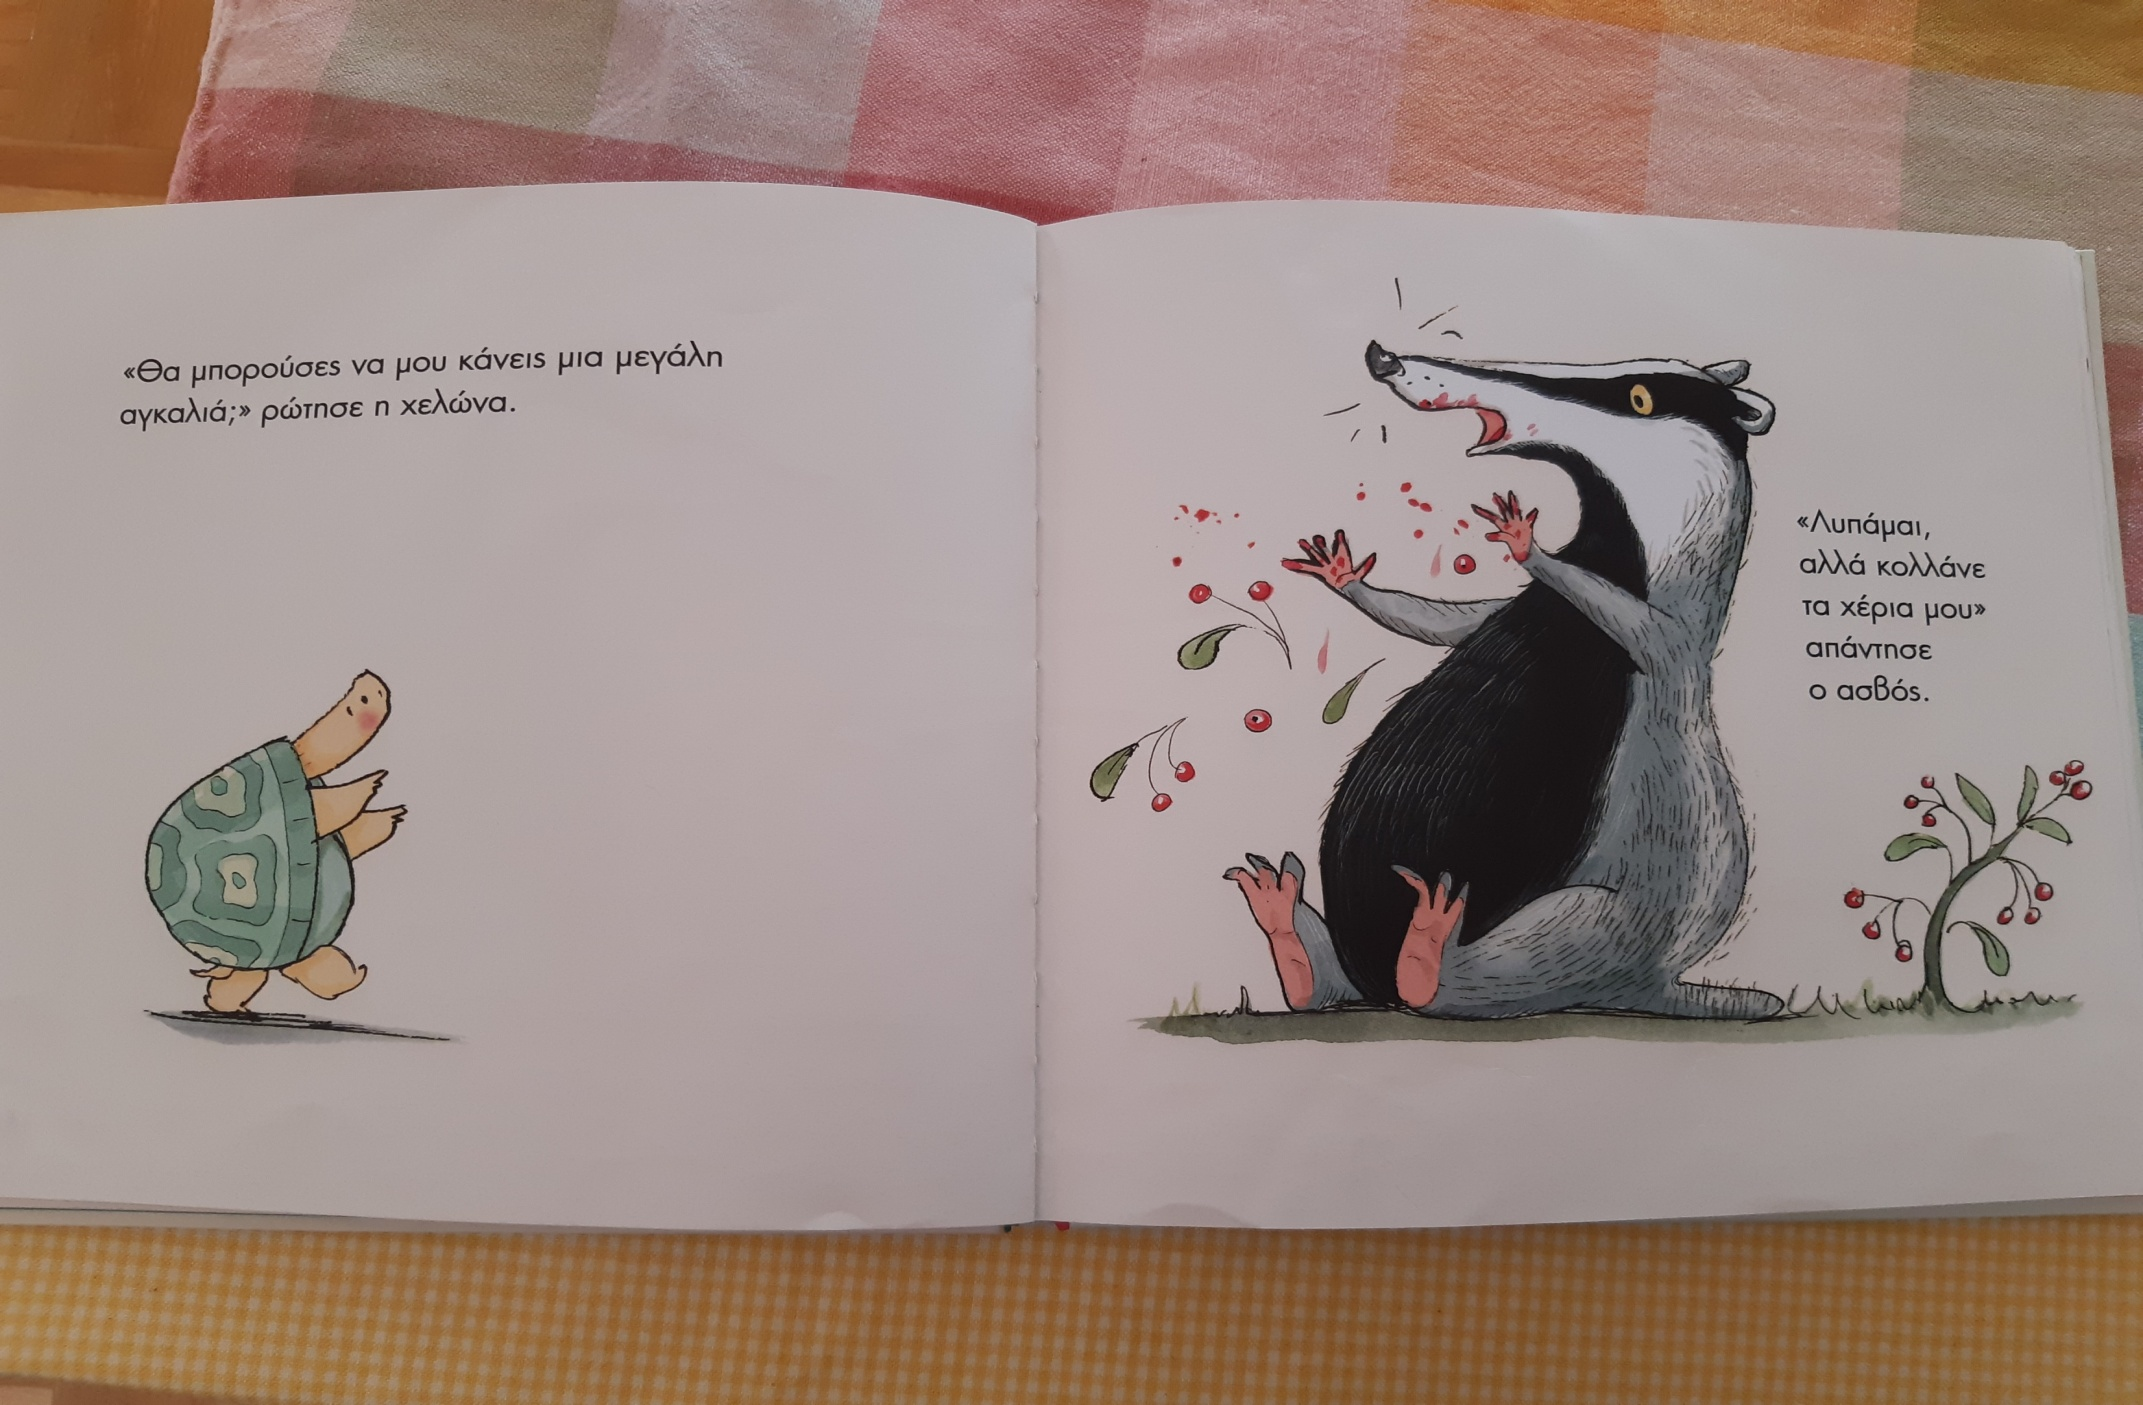 «Θα μπορούσες να μου κάνεις μια μεγάλη
αγκαλιά;» ρώτησε η χελώνα.
«Λυπάμαι,
αλλά κολλάνε
τα χέρια μου»
απάντησε
ο ασβός.